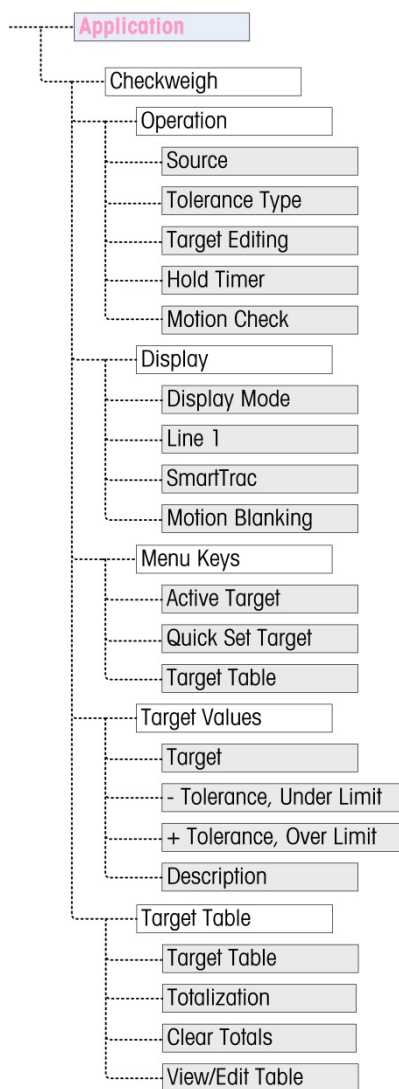 Application
Checkweigh
Operation
Source
Tolerance Type
Target Editing
Hold Timer
Motion Check
Display
Display Mode
Line 1
SmartTrac
Motion Blanking
Menu Keys
Active Target
Quick Set Target
Target Table
Target Values
Target
- Tolerance, Under Limit
+ Tolerance, Over Limit
Description
Target Table
Target Table
Totalization
Clear Totals
View/Edit Table